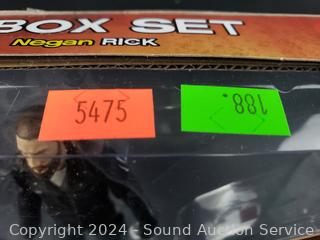 BOX SET
Negan RICK
5475
188.
Copyright 2024 - Sound Auction Service